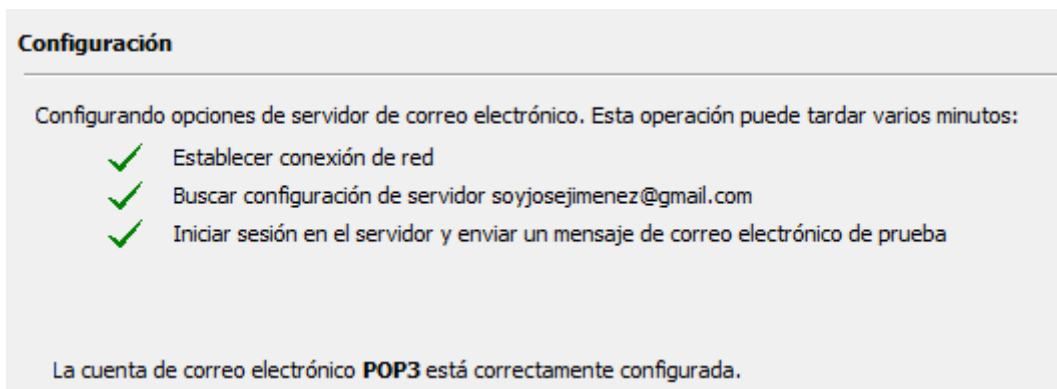 Configuración
Configurando opciones de servidor de correo electrónico. Esta operación puede tardar varios minutos:
Establecer conexión de red
Buscar configuración de servidor soyjosejimenez@gmail.com
Iniciar sesión en el servidor y enviar un mensaje de correo electrónico de prueba
La cuenta de correo electrónico POP3 está correctamente configurada.